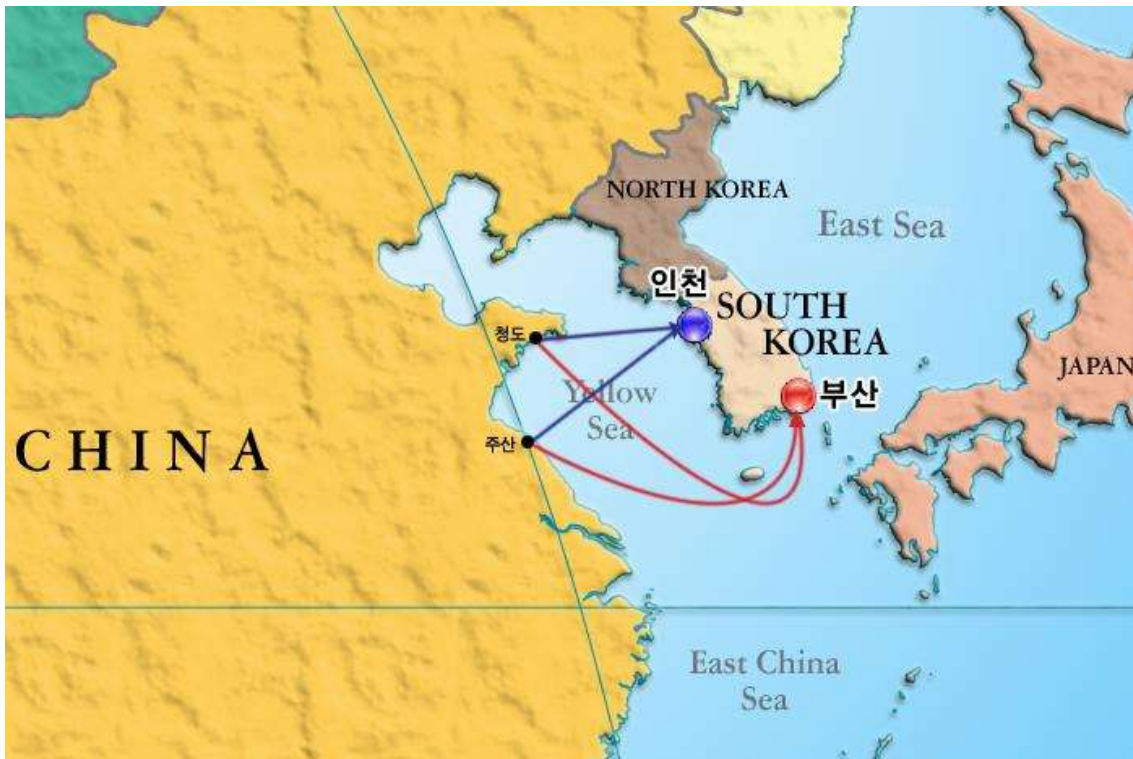 NORTH KOREA
East Sea
인천
SOUTH
KOREA
청도
JAPAN
Yellow
Sea
부산
주산
CHINA
East China
Sea